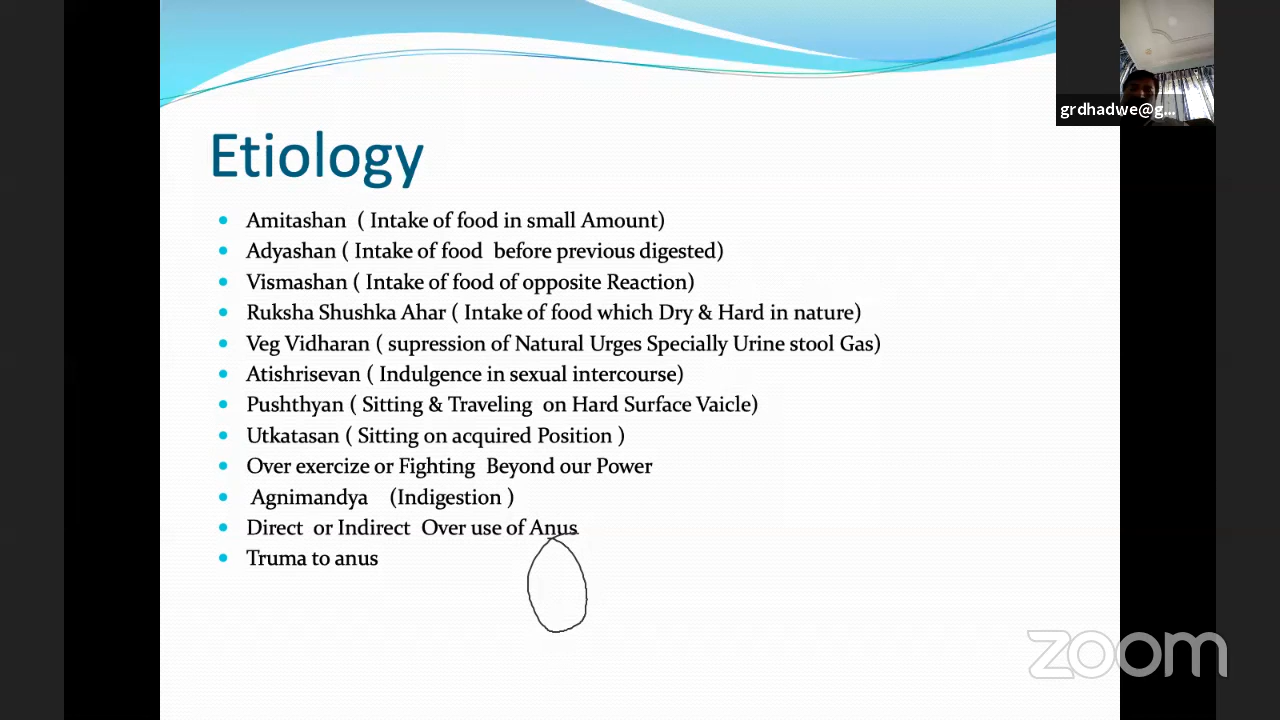 grdhadwe@g...
Etiology
Amitashan ( Intake of food in small Amount)
Adyashan ( Intake of food before previous digested)
Vismashan ( Intake of food of opposite Reaction)
Ruksha Shushka Ahar ( Intake of food which Dry & Hard in nature)
Veg Vidharan ( supression of Natural Urges Specially Urine stool Gas)
Atishrisevan ( Indulgence in sexual intercourse)
Pushthyan ( Sitting & Traveling on Hard Surface Vaicle)
Utkatasan ( Sitting on acquired Position )
Over exercize or Fighting Beyond our Power
Agnimandya (Indigestion )
Direct or Indirect Over use of Anus
Truma to anus
zoom